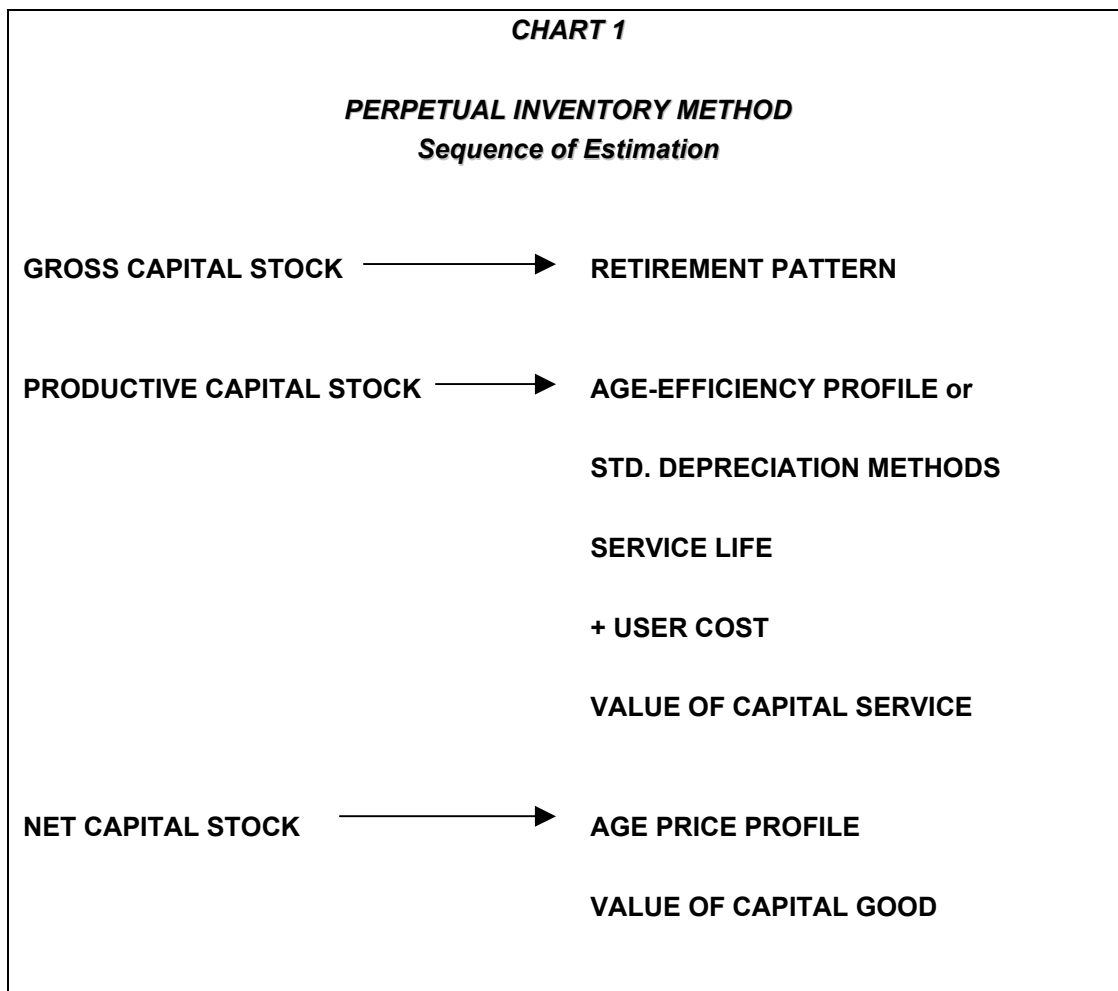 CHART 1
PERPETUAL INVENTORY METHOD
Sequence of Estimation
GROSS CAPITAL STOCK RETIREMENT PATTERN
PRODUCTIVE CAPITAL STOCK AGE-EFFICIENCY PROFILE or
STD. DEPRECIATION METHODS
SERVICE LIFE
+ USER COST
VALUE OF CAPITAL SERVICE
NET CAPITAL STOCK AGE PRICE PROFILE
VALUE OF CAPITAL GOOD